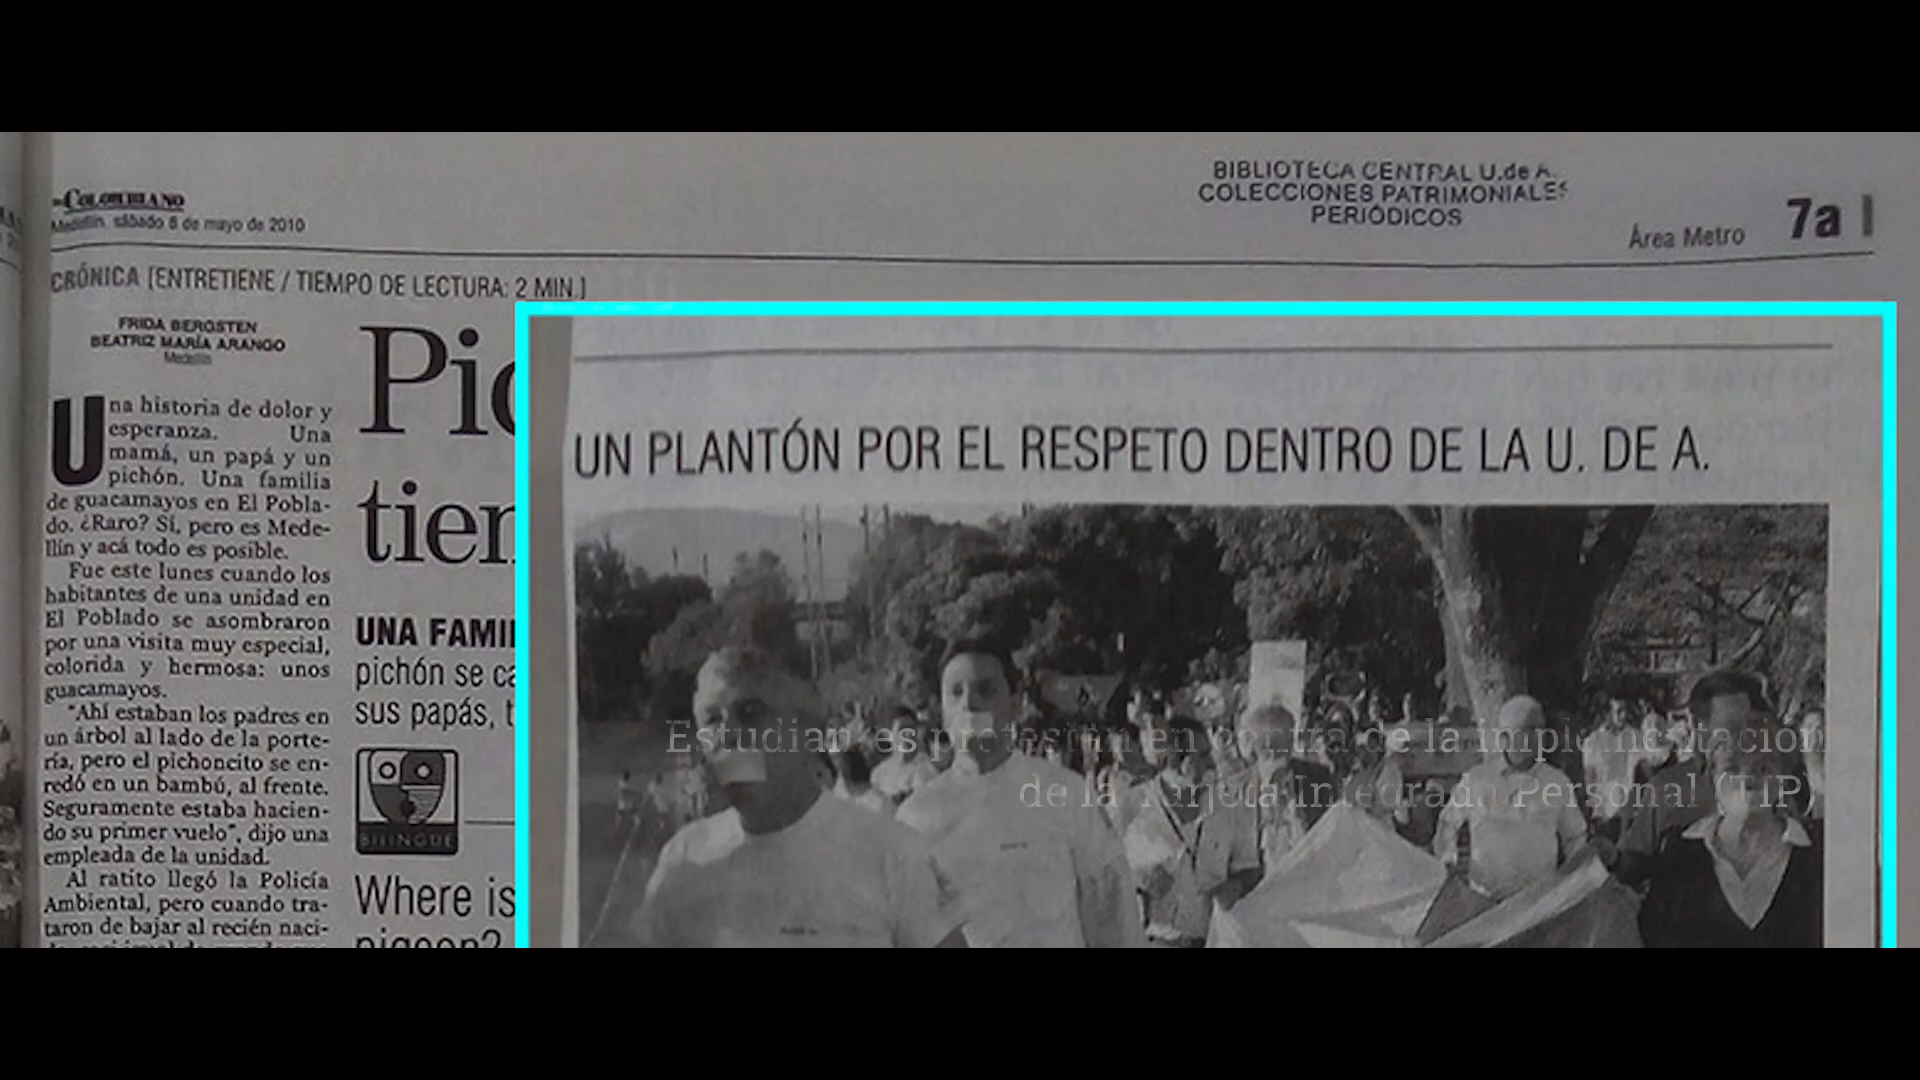 EL COLOMBIANO
Medellín, sábado 8 de mayo de 2010
BIBLIOTECA CENTRAL U.de A.
COLECCIONES PATRIMONIALES
PERIÓDICOS
Área Metro 7a
CRÓNICA [ENTRETIENE / TIEMPO DE LECTURA: 2 MIN.]
FRIDA BERGSTEN
BEATRIZ MARÍA ARANGO
Medellín
Una historia de dolor y
esperanza. Una
mamá, un papá y un
pichón. Una familia
de guacamayos en El Pobla-
do. ¿Raro? Sí, pero es Mede-
llín y acá todo es posible.
Fue este lunes cuando los
habitantes de una unidad en
El Poblado se asombraron
por una visita muy especial,
colorida y hermosa: unos
guacamayos.
"Ahí estaban los padres en
un árbol al lado de la porte-
ría, pero el pichoncito se en-
redó en un bambú, al frente.
Seguramente estaba hacien-
do su primer vuelo", dijo una
empleada de la unidad.
Al ratito llegó la Policía
Ambiental, pero cuando tra-
taron de bajar al recién naci-
Pic
tien
UNA FAMI
pichón se ca
sus papás, t
BILINGÜE
Where is
pigeon?
UN PLANTÓN POR EL RESPETO DENTRO DE LA U. DE A.
Estudiantes protestan en contra de la implementación
de la Tarjeta Integrada Personal (TIP)